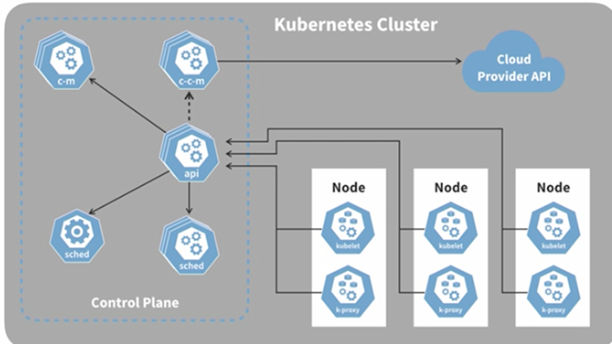 Kubernetes Cluster
c-m
c-c-m
Cloud
Provider API
api
Node
Node
Node
sched
sched
kubelet
kubelet
kubelet
Control Plane
k-proxy
k-proxy
k-proxy